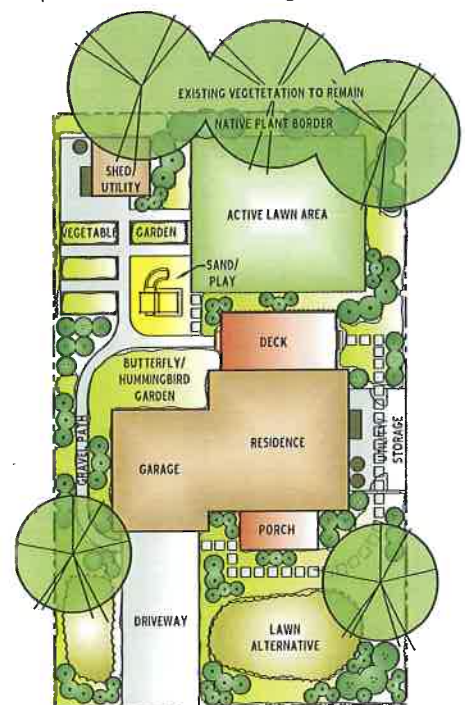 EXISTING VEGETETATION TO REMAIN
NATIVE PLANT BORDER
SHED/
UTILITY
ACTIVE LAWN AREA
VEGETABLE GARDEN
SAND/
PLAY
DECK
BUTTERFLY/
HUMMINGBIRD
GARDEN
RESIDENCE
GARAGE
GRAVEL PATH
UTILITY
STORAGE
PORCH
DRIVEWAY
LAWN
ALTERNATIVE